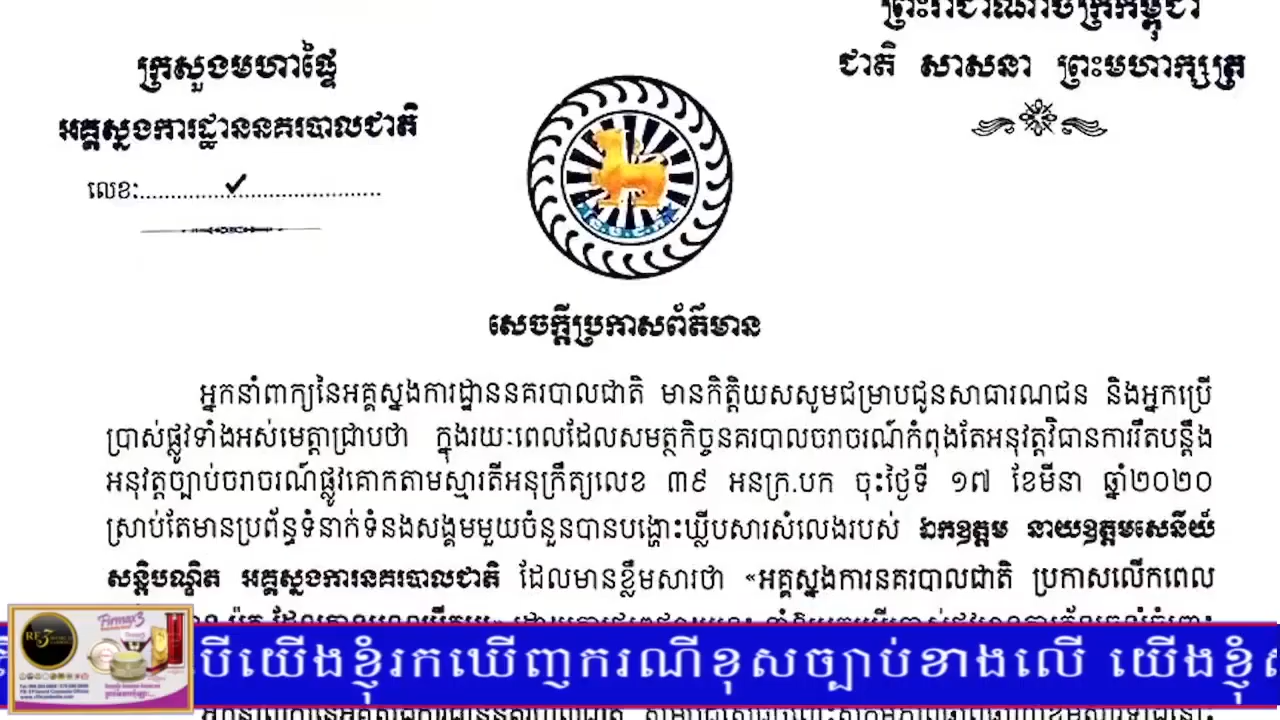 ព្រះរាជាណាចក្រកម្ពុជា
ជាតិ សាសនា ព្រះមហាក្សត្រ
ក្រសួងមហាផ្ទៃ
អគ្គស្នងការដ្ឋាននគរបាលជាតិ
លេខៈ
សេចក្តីប្រកាសព័ត៌មាន
អ្នកនាំពាក្យនៃអគ្គស្នងការដ្ឋាននគរបាលជាតិ មានកិត្តិយសសូមជម្រាបជូនសាធារណជន និងអ្នកប្រើ
ប្រាស់ផ្លូវទាំងអស់មេត្តាជ្រាបថា ក្នុងរយៈពេលដែលសមត្ថកិច្ចនគរបាលចរាចរណ៍កំពុងតែអនុវត្តវិធានការរឹតបន្តឹង
អនុវត្តច្បាប់ចរាចរណ៍ផ្លូវគោកតាមស្មារតីអនុក្រឹត្យលេខ ៣៩ អនក្រ.បក ចុះថ្ងៃទី ១៧ ខែមីនា ឆ្នាំ២០២០
ស្រាប់តែមានប្រព័ន្ធទំនាក់ទំនងសង្គមមួយចំនួនបានបង្ហោះឃ្លីបសារសំលេងរបស់ ឯកឧត្តម នាយឧត្តមសេនីយ៍
សន្តិបណ្ឌិត អគ្គស្នងការនគរបាលជាតិ ដែលមានខ្លឹមសារថា «អគ្គស្នងការនគរបាលជាតិ ប្រកាសលើកពេល
Firmax3
RF3 WORLD
បើយើងខ្ញុំរកឃើញករណីខុសច្បាប់ខាងលើ យើងខ្ញុំស